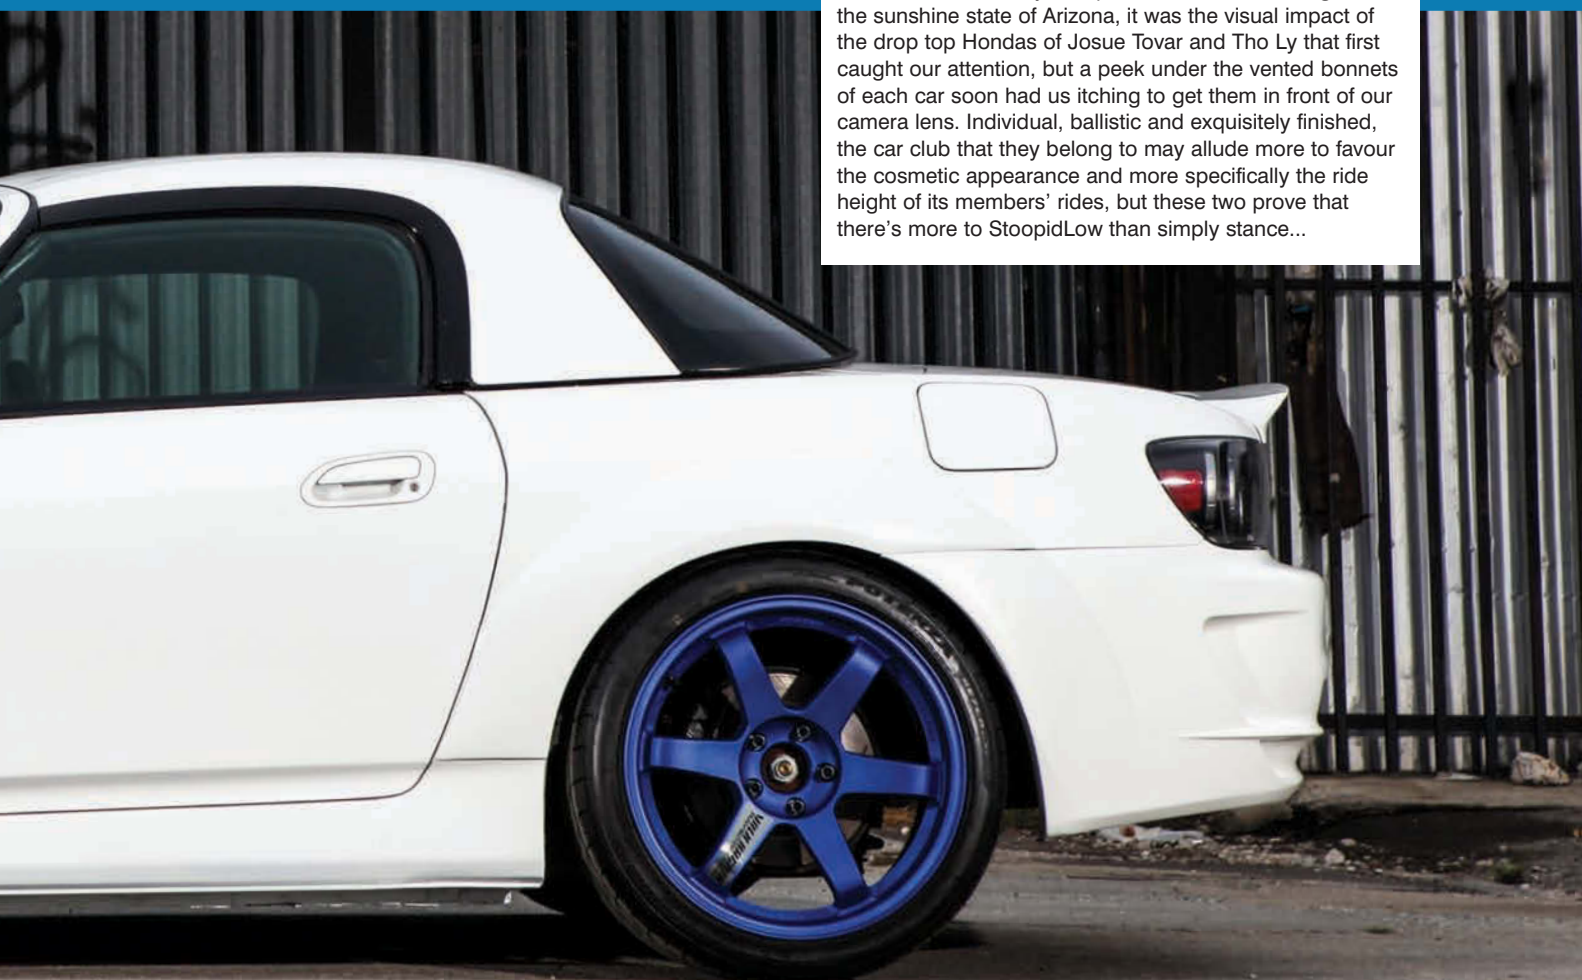 the sunshine state of Arizona, it was the visual impact of
the drop top Hondas of Josue Tovar and Tho Ly that first
caught our attention, but a peek under the vented bonnets
of each car soon had us itching to get them in front of our
camera lens. Individual, ballistic and exquisitely finished,
the car club that they belong to may allude more to favour
the cosmetic appearance and more specifically the ride
height of its members’ rides, but these two prove that
there’s more to StoopidLow than simply stance...
POTENZA